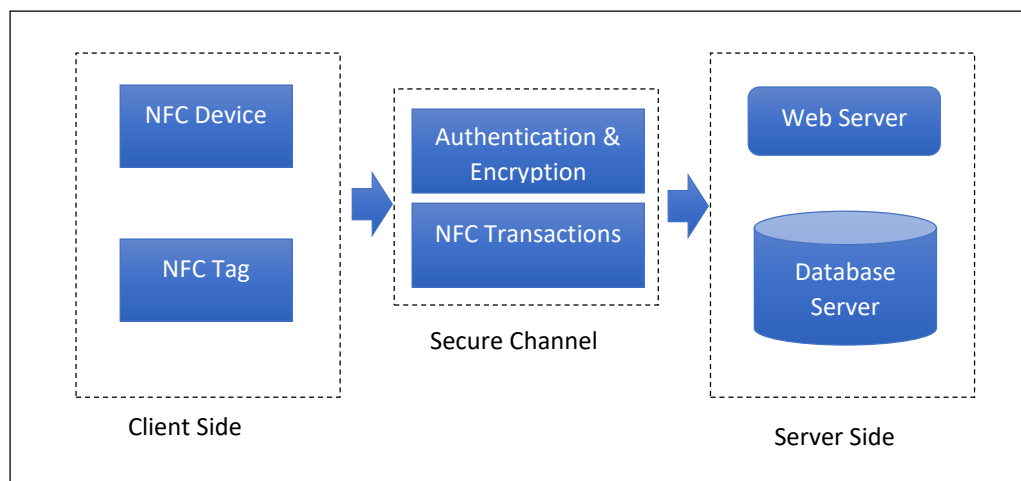 NFC Device
NFC Tag
Client Side
Authentication &
Encryption
NFC Transactions
Secure Channel
Web Server
Database
Server
Server Side